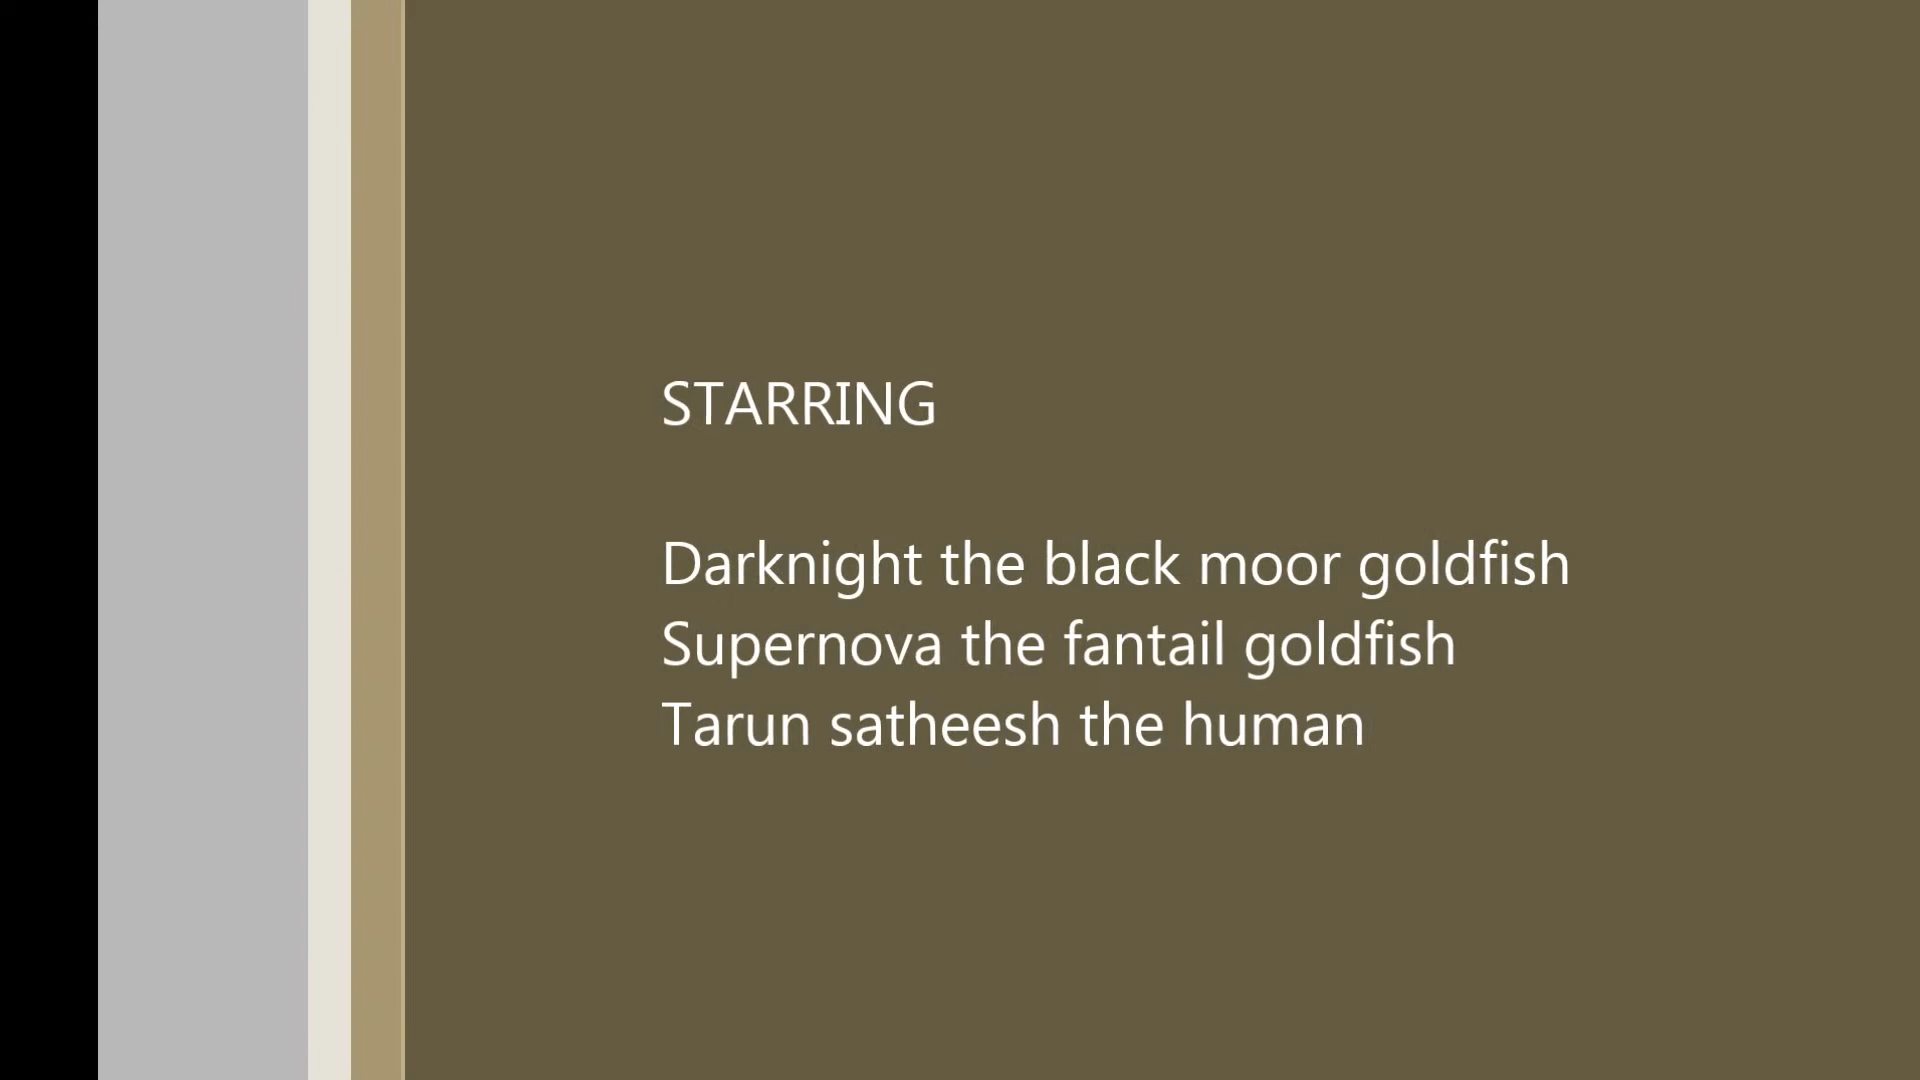 STARRING
Darknight the black moor goldfish
Supernova the fantail goldfish
Tarun satheesh the human